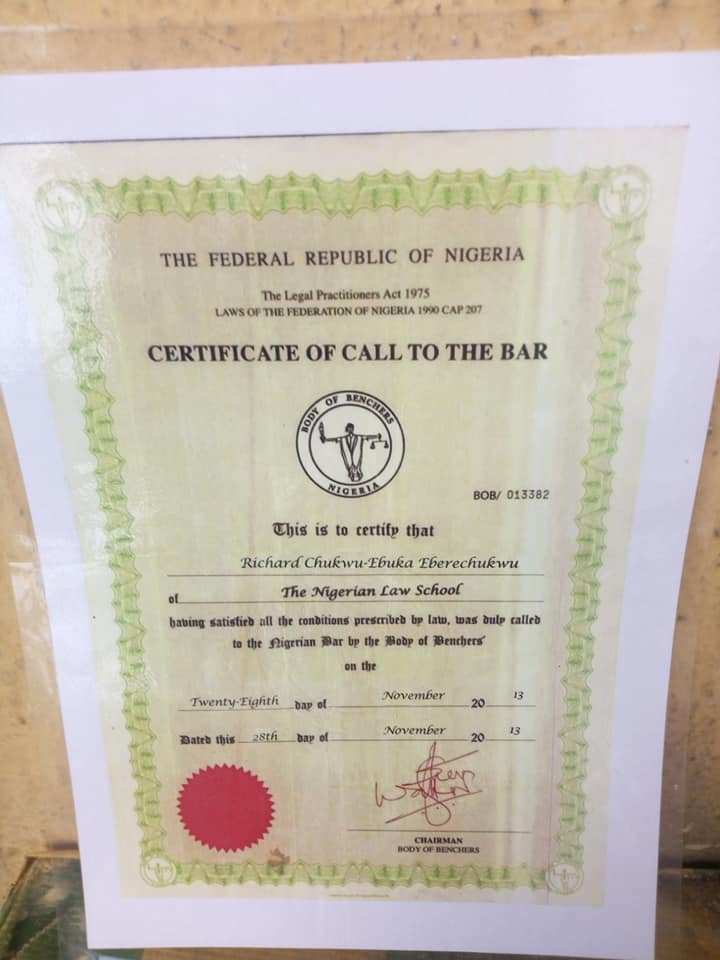 THE FEDERAL REPUBLIC OF NIGERIA
The Legal Practitioners Act 1975
LAWS OF THE FEDERATION OF NIGERIA 1990 CAP 207
CERTIFICATE OF CALL TO THE BAR
BODY OF BENCHERS
NIGERIA
BOB/ 013382
This is to certify that
Richard Chukwu-Ebuka Eberechukwu
of The Nigerian Law School
having satisfied all the conditions prescribed by law, was duly called
to the Nigerian Bar by the Body of Benchers
on the
Twenty-Eighth day of November 20 13
Dated this 28th day of November 20 13
CHAIRMAN
BODY OF BENCHERS